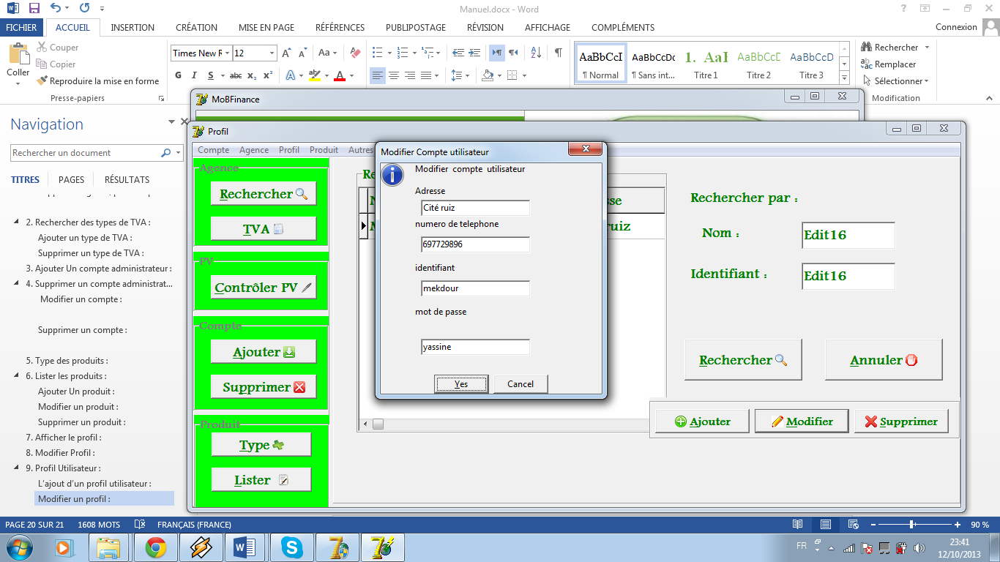 Manuel.docx - Word
FICHIER ACCUEIL INSERTION CRÉATION MISE EN PAGE RÉFÉRENCES PUBLIPOSTAGE RÉVISION AFFICHAGE COMPLÉMENTS Connexion
Coller
Couper
Copier
Reproduire la mise en forme
Presse-papiers
Times New R 12
G I S abc x₂ x²
AaBbCcI AaBbCcDc 1. AaI AaBbCcD AaBbCcD
¶ Normal ¶ Sans int... Titre 1 Titre 2 Titre 3
Rechercher
Remplacer
Sélectionner
Modification
Navigation
Rechercher un document
TITRES PAGES RÉSULTATS
2. Rechercher des types de TVA :
Ajouter un type de TVA :
Supprimer un type de TVA :
3. Ajouter Un compte administrateur :
4. Supprimer un compte administrat...
Modifier un compte :
Supprimer un compte :
5. Type des produits :
6. Lister les produits :
Ajouter Un produit :
Modifier un produit :
Supprimer un produit :
7. Afficher le profil :
8. Modifier Profil :
9. Profil Utilisateur :
L'ajout d'un profil utilisateur :
Modifier un profil :
MoBFinance
Profil
Compte Agence Profil Produit Autres
Agence
Rechercher
TVA
PV
Contrôler PV
Compte
Ajouter
Supprimer
Produit
Type
Lister
Modifier Compte utilisateur
Modifier compte utilisateur
Adresse
Cité ruiz
numero de telephone
697729896
identifiant
mekdour
mot de passe
yassine
Yes Cancel
sse
ruiz
Rechercher par :
Nom : Edit16
Identifiant : Edit16
Rechercher Annuler
Ajouter Modifier Supprimer
PAGE 20 SUR 21 1608 MOTS FRANÇAIS (FRANCE) 90 %
FR
23:41
12/10/2013